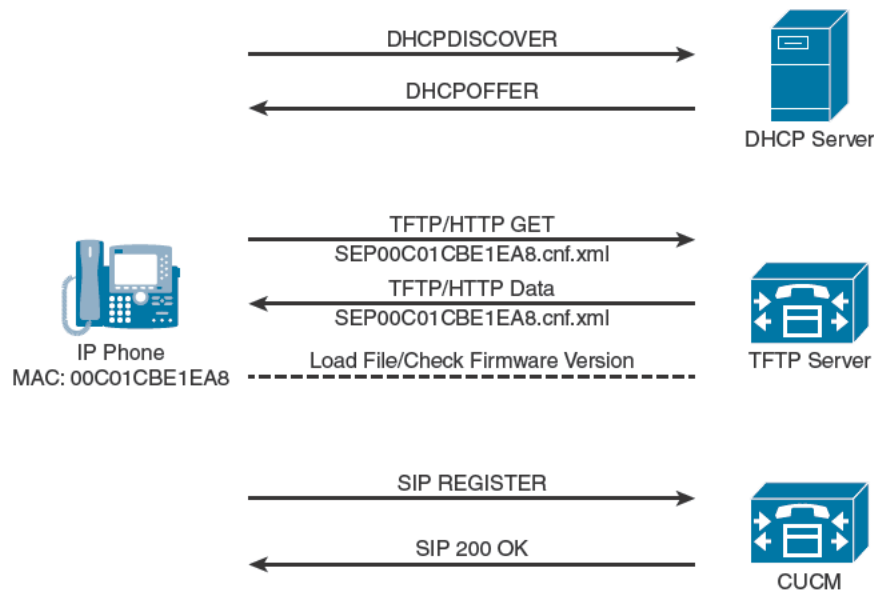 DHCPDISCOVER
DHCPOFFER
DHCP Server
TFTP/HTTP GET
SEP00C01CBE1EA8.cnf.xml
TFTP/HTTP Data
SEP00C01CBE1EA8.cnf.xml
IP Phone
MAC: 00C01CBE1EA8
Load File/Check Firmware Version
TFTP Server
SIP REGISTER
SIP 200 OK
CUCM